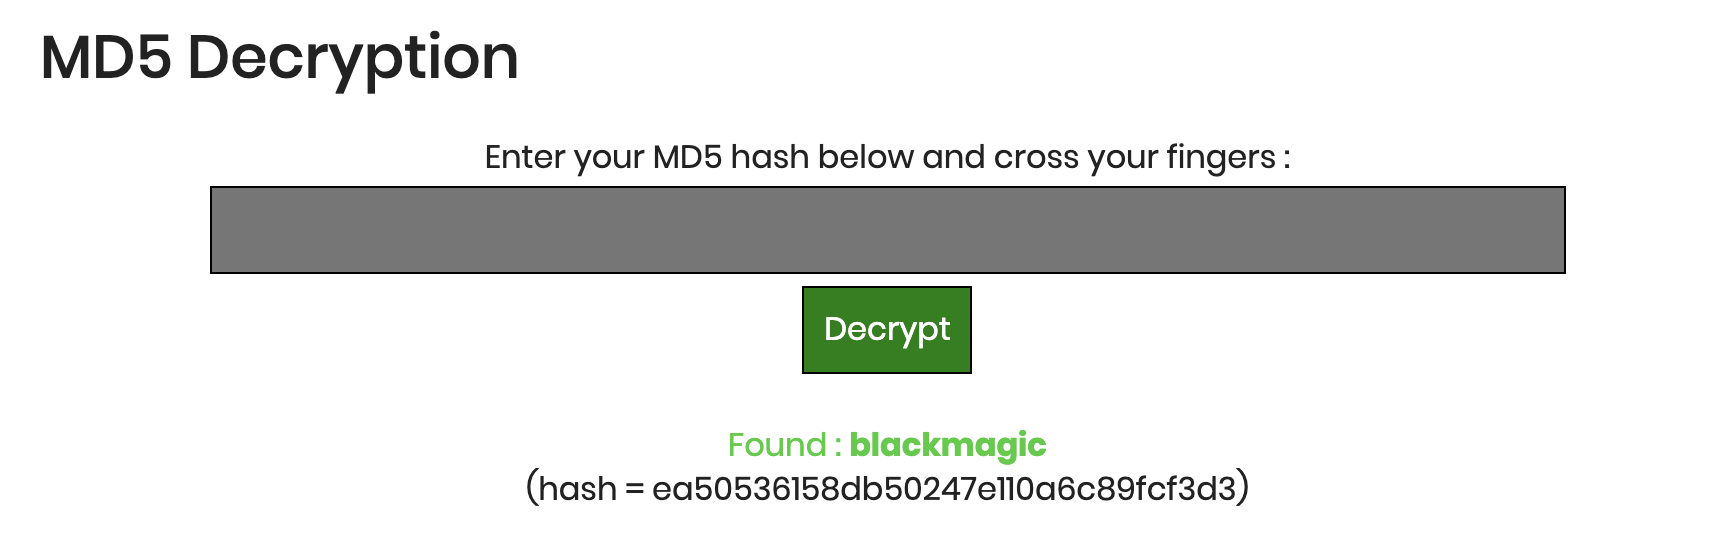 MD5 Decryption
Enter your MD5 hash below and cross your fingers :
Decrypt
Found : blackmagic
(hash = ea50536158db50247e110a6c89fcf3d3)